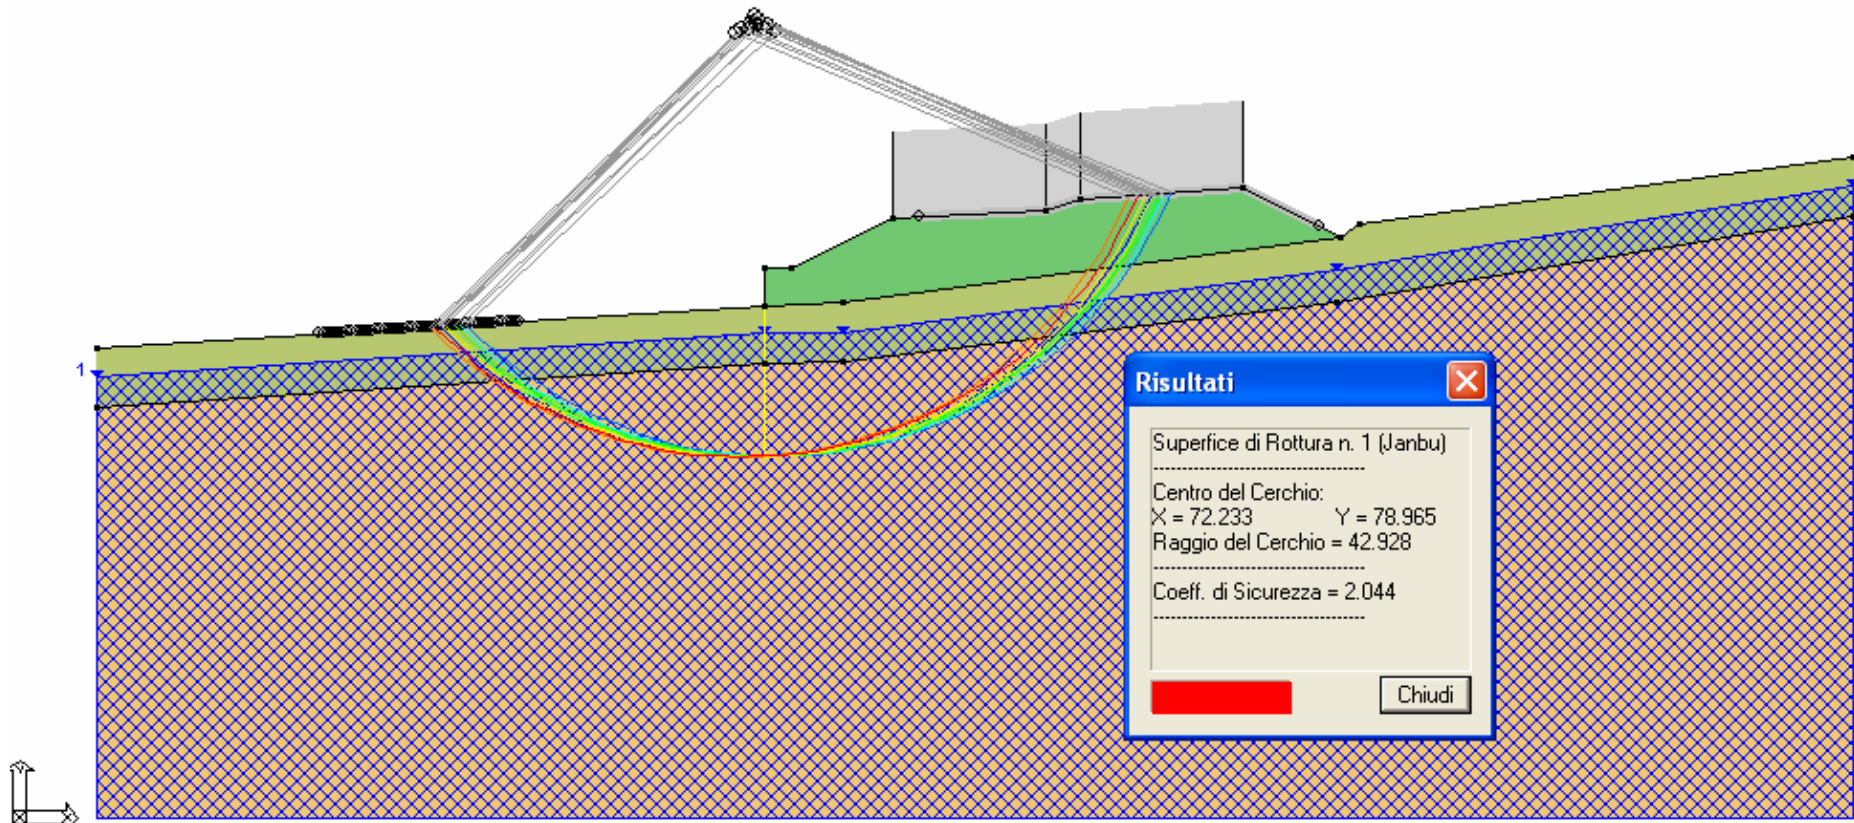 1
Risultati
Superfice di Rottura n. 1 (Janbu)
--------------------------------
Centro del Cerchio:
X = 72.233 Y = 78.965
Raggio del Cerchio = 42.928
--------------------------------
Coeff. di Sicurezza = 2.044
--------------------------------
Chiudi